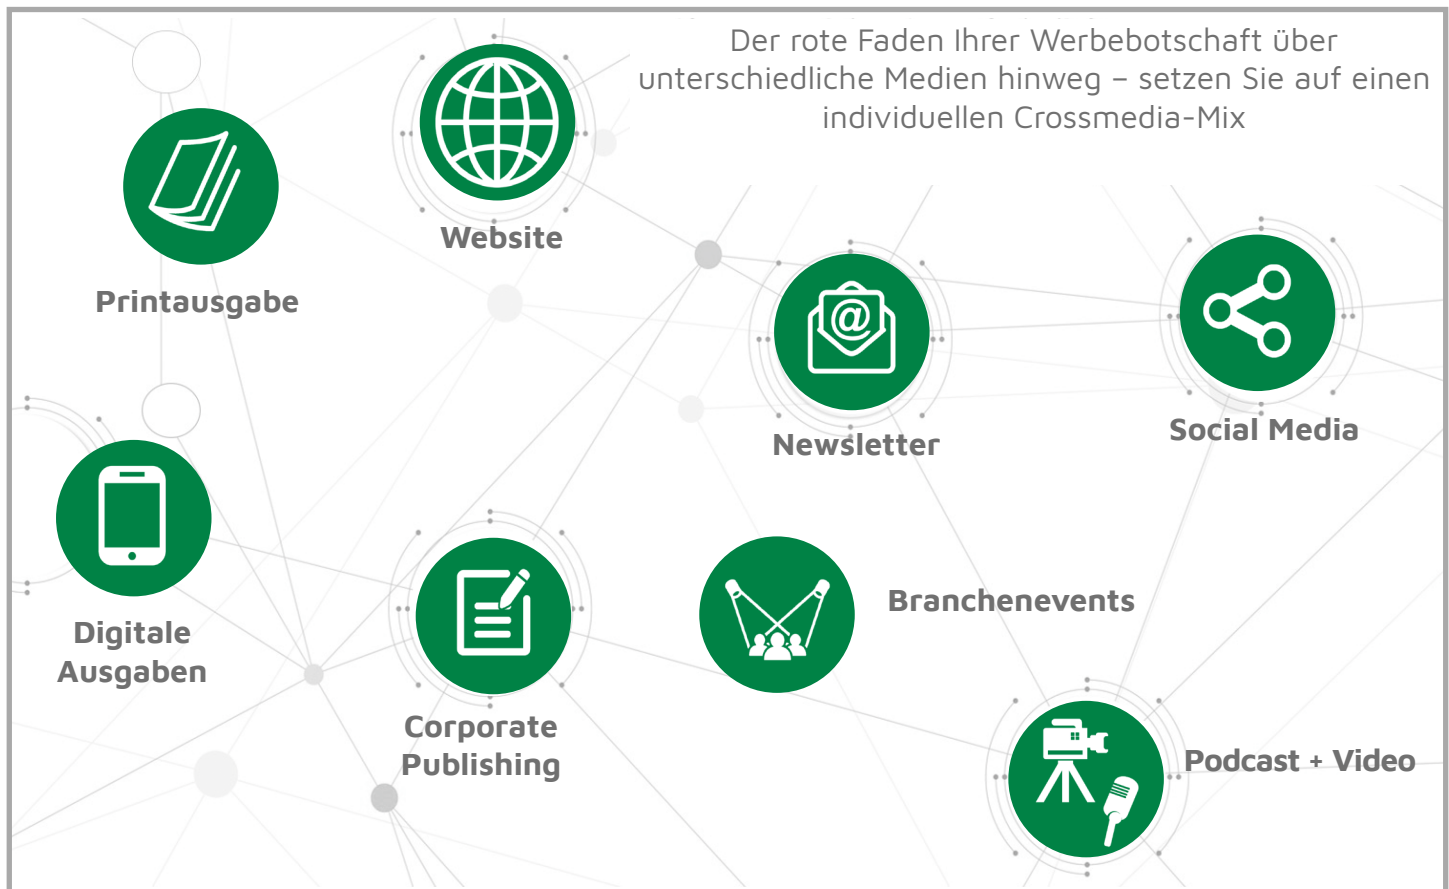 Der rote Faden Ihrer Werbebotschaft über
unterschiedliche Medien hinweg – setzen Sie auf einen
individuellen Crossmedia-Mix
Website
Printausgabe
Newsletter
@
Social Media
Digitale
Ausgaben
Corporate
Publishing
Branchenevents
Podcast + Video